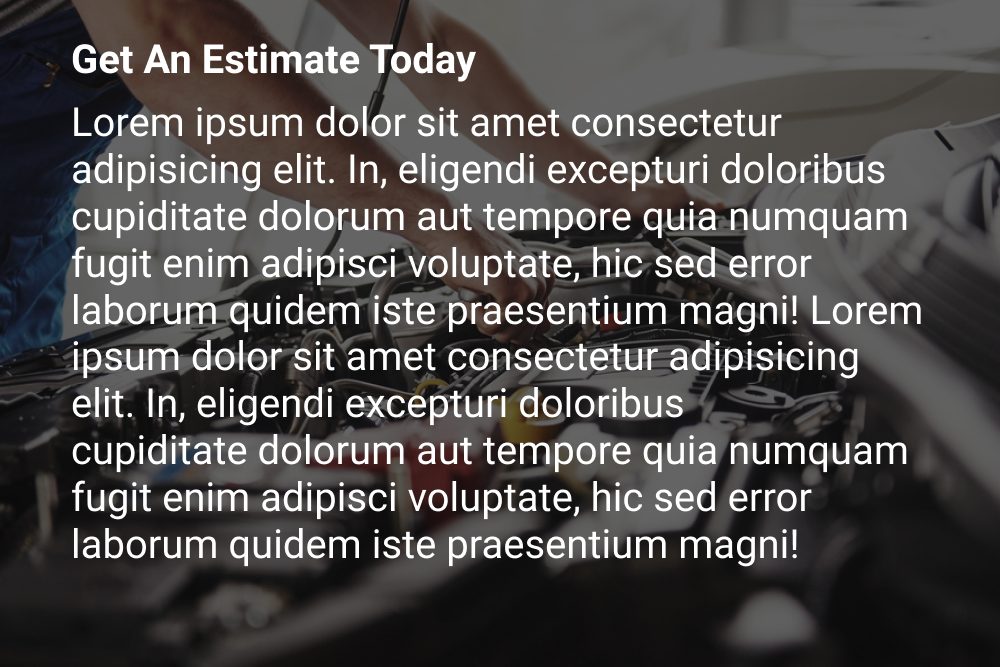 Get An Estimate Today
Lorem ipsum dolor sit amet consectetur
adipisicing elit. In, eligendi excepturi doloribus
cupiditate dolorum aut tempore quia numquam
fugit enim adipisci voluptate, hic sed error
laborum quidem iste praesentium magni! Lorem
ipsum dolor sit amet consectetur adipisicing
elit. In, eligendi excepturi doloribus
cupiditate dolorum aut tempore quia numquam
fugit enim adipisci voluptate, hic sed error
laborum quidem iste praesentium magni!